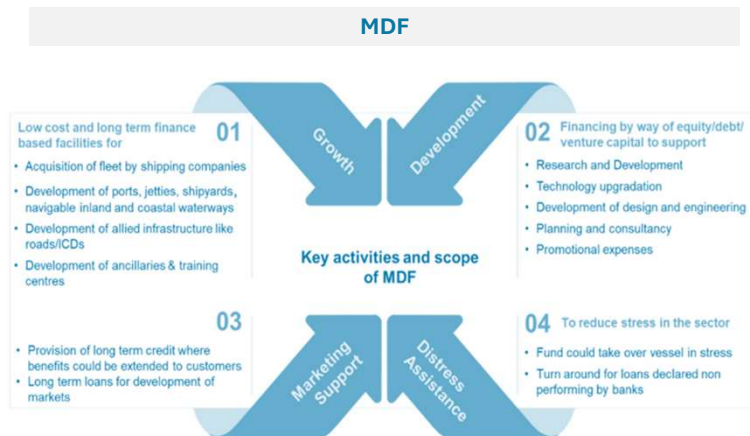 MDF
Low cost and long term finance
based facilities for
01
• Acquisition of fleet by shipping companies
• Development of ports, jetties, shipyards,
navigable inland and coastal waterways
• Development of allied infrastructure like
roads/ICDs
• Development of ancillaries & training
centres
Growth
Development
02
Financing by way of equity/debt/
venture capital to support
• Research and Development
• Technology upgradation
• Development of design and engineering
• Planning and consultancy
• Promotional expenses
Key activities and scope
of MDF
03
• Provision of long term credit where
benefits could be extended to customers
• Long term loans for development of
markets
Marketing
Support
Distress
Assistance
04
To reduce stress in the sector
• Fund could take over vessel in stress
• Turn around for loans declared non
performing by banks